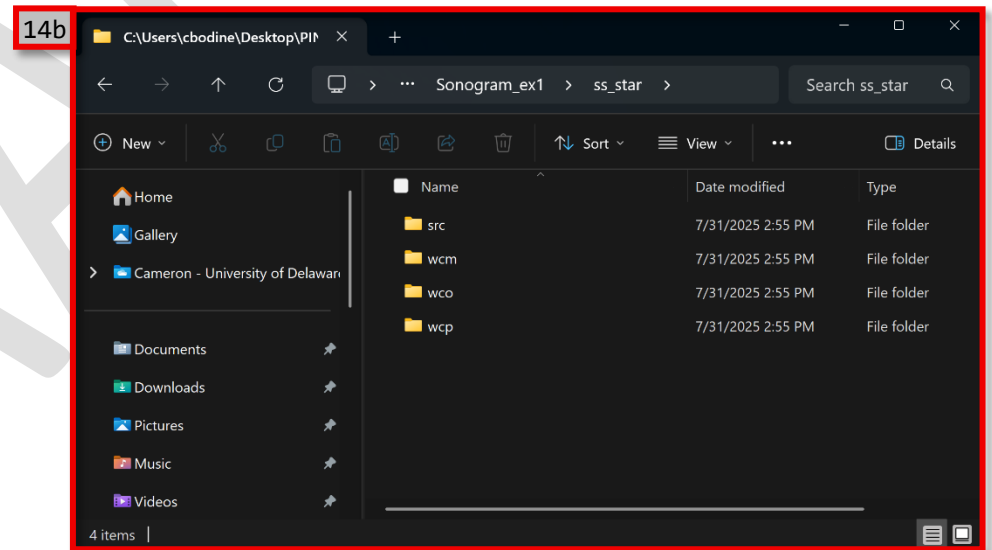 14b
C:\Users\cbodine\Desktop\PIN
Sonogram_ex1 > ss_star >
Search ss_star
New
Sort
View
Details
Name Date modified Type
Home
Gallery
Cameron - University of Delaware
Documents
Downloads
Pictures
Music
Videos
src 7/31/2025 2:55 PM File folder
wcm 7/31/2025 2:55 PM File folder
wco 7/31/2025 2:55 PM File folder
wcp 7/31/2025 2:55 PM File folder
4 items